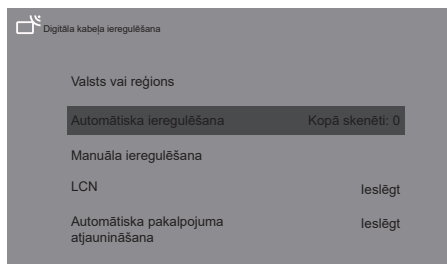 Digitāla kabeļa ieregulēšana
Valsts vai reģions
Automātiska ieregulēšana Kopā skenēti: 0
Manuāla ieregulēšana
LCN Ieslēgt
Automātiska pakalpojuma Ieslēgt
atjaunināšana